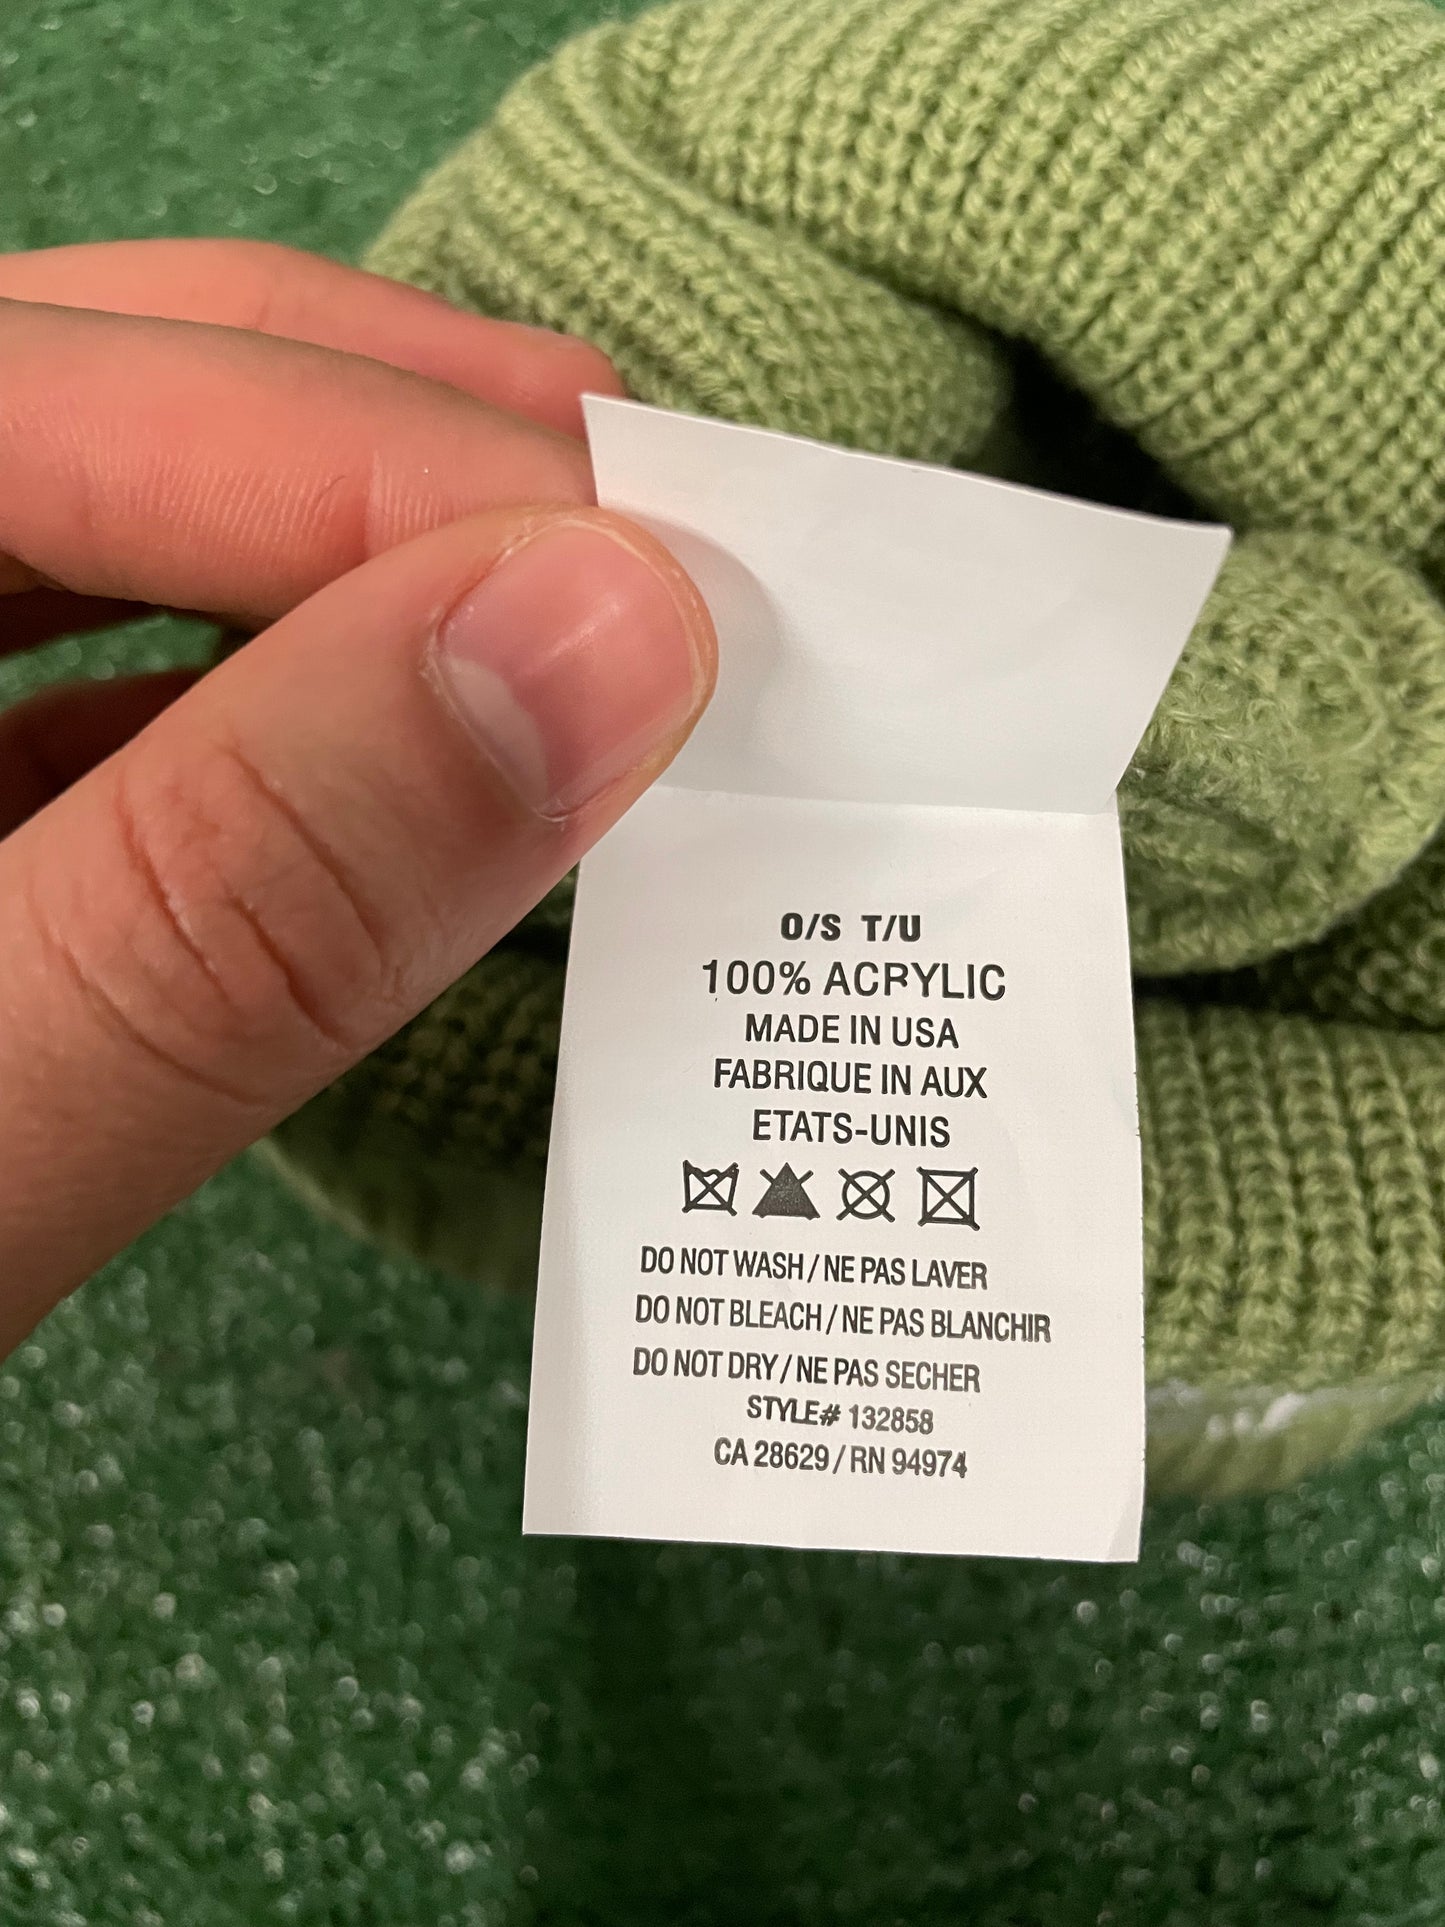 O/S T/U
100% ACRYLIC
MADE IN USA
FABRIQUE IN AUX
ETATS-UNIS
DO NOT WASH / NE PAS LAVER
DO NOT BLEACH / NE PAS BLANCHIR
DO NOT DRY / NE PAS SECHER
STYLE# 132858
CA 28629 / RN 94974